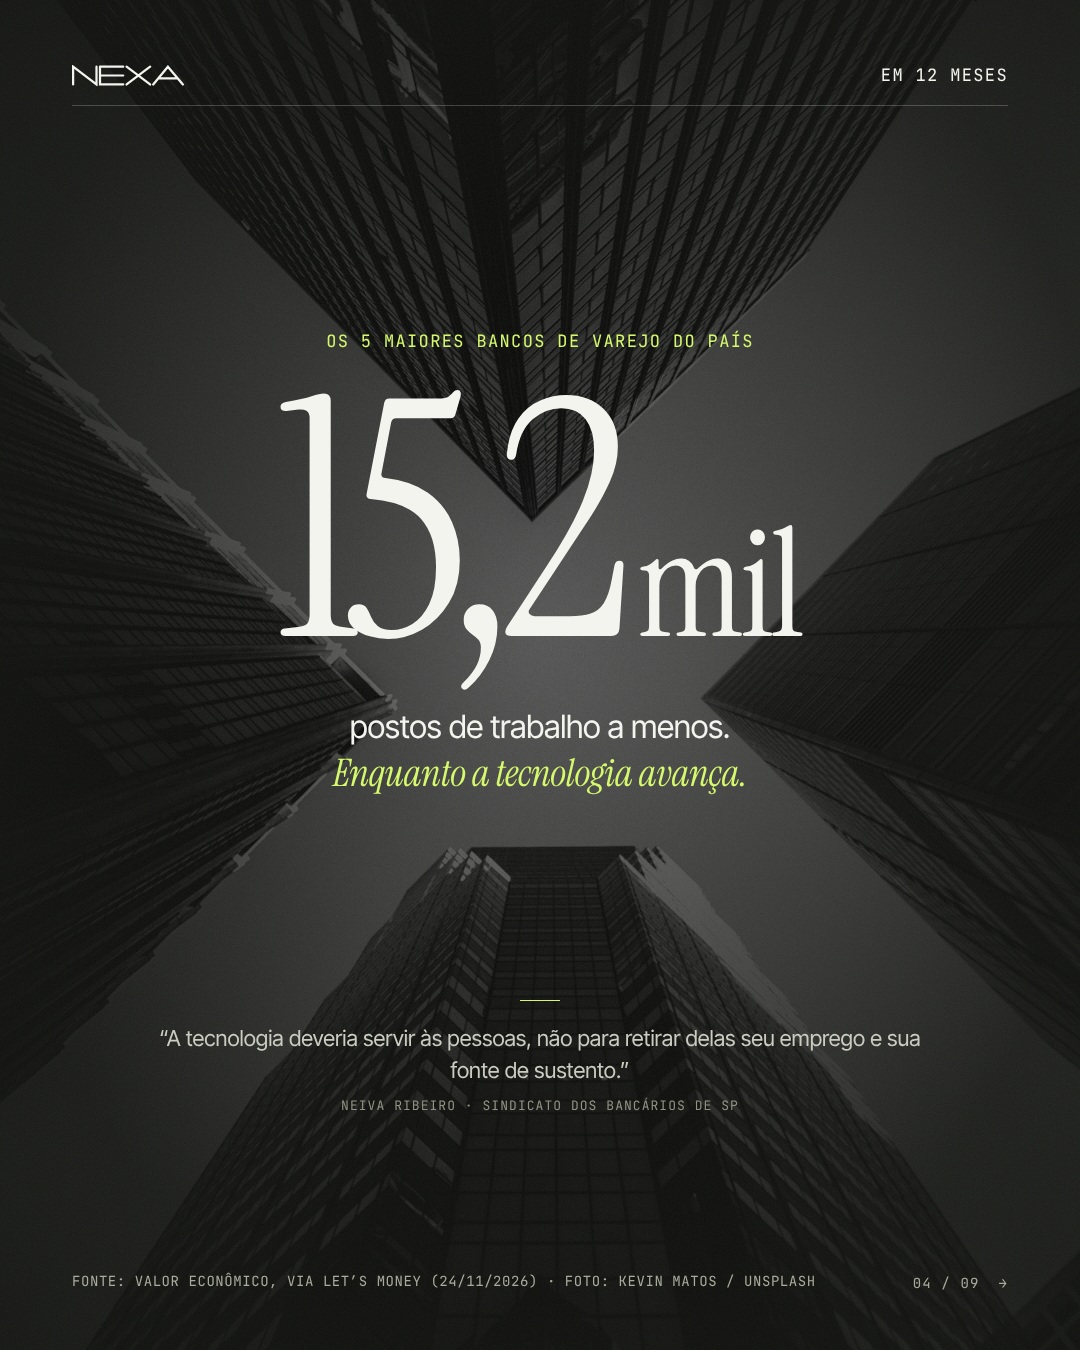 NEXA
EM 12 MESES
OS 5 MAIORES BANCOS DE VAREJO DO PAÍS
15,2 mil
postos de trabalho a menos.
Enquanto a tecnologia avança.
“A tecnologia deveria servir às pessoas, não para retirar delas seu emprego e sua
fonte de sustento.”
NEIVA RIBEIRO · SINDICATO DOS BANCÁRIOS DE SP
FONTE: VALOR ECONÔMICO, VIA LET’S MONEY (24/11/2026) · FOTO: KEVIN MATOS / UNSPLASH
04 / 09 →